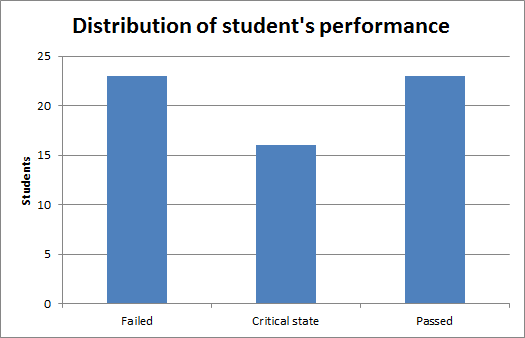 Distribution of student's performance
25
20
15
10
5
0
Students
Failed Critical state Passed